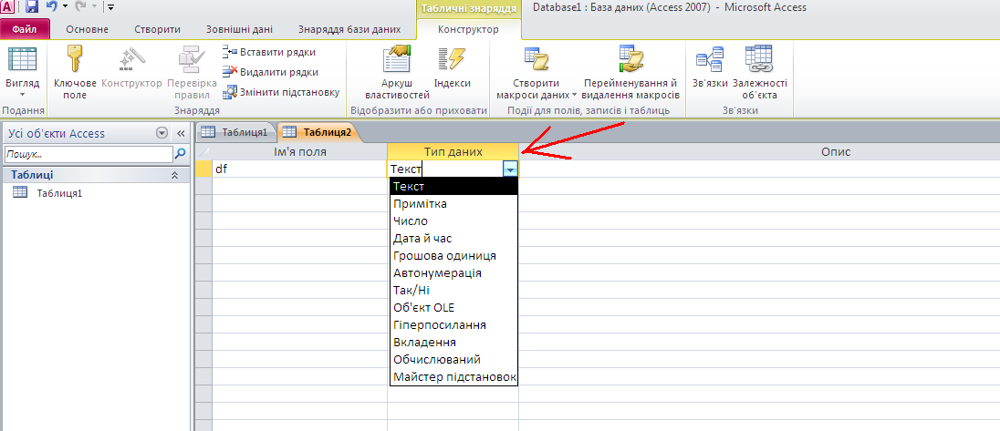 Табличні знаряддя
Database1 : База даних (Access 2007) - Microsoft Access
Файл Основне Створити Зовнішні дані Знаряддя бази даних Конструктор
Вигляд
Ключове поле
Конструктор
Перевірка правил
Вставити рядки
Видалити рядки
Змінити підстановку
Аркуш властивостей
Індекси
Створити макроси даних
Перейменування й видалення макросів
Зв'язки
Залежності об'єкта
Подання Знаряддя Відобразити або приховати Події для полів, записів і таблиць Зв'язки
Усі об'єкти Access
Пошук...
Таблиці
Таблиця1
Таблиця1 Таблиця2
Ім'я поля Тип даних Опис
df Текст
Текст
Примітка
Число
Дата й час
Грошова одиниця
Автонумерація
Так/Ні
Об'єкт OLE
Гіперпосилання
Вкладення
Обчислюваний
Майстер підстановок